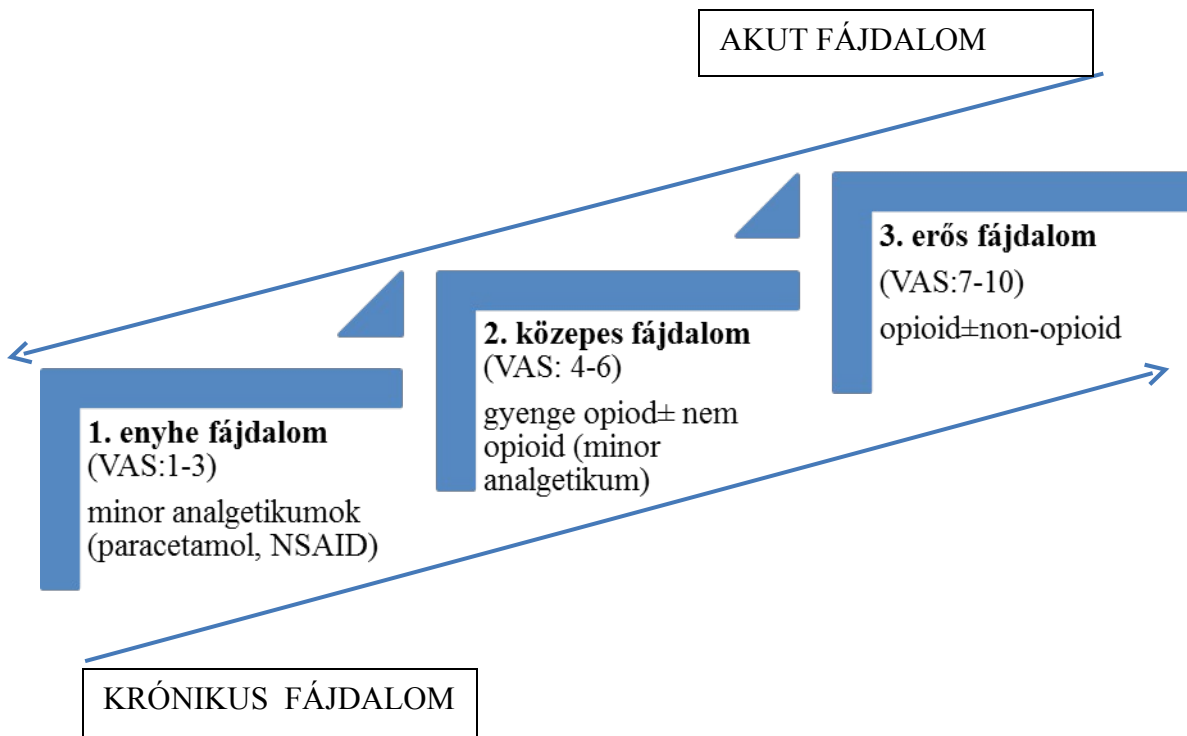 AKUT FÁJDALOM
1. enyhe fájdalom
(VAS:1-3)
minor analgetikumok
(paracetamol, NSAID)
2. közepes fájdalom
(VAS: 4-6)
gyenge opiod± nem
opioid (minor
analgetikum)
3. erős fájdalom
(VAS:7-10)
opioid±non-opioid
KRÓNIKUS FÁJDALOM